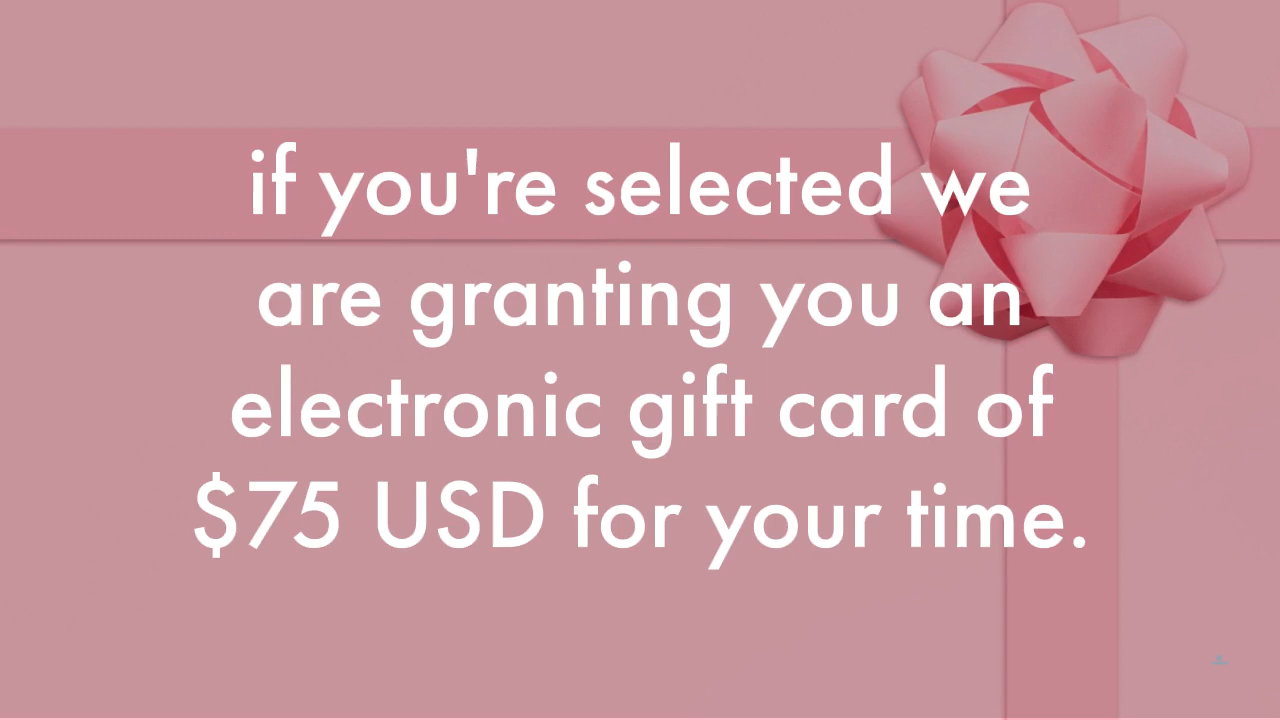 if you're selected we
are granting you an
electronic gift card of
$75 USD for your time.